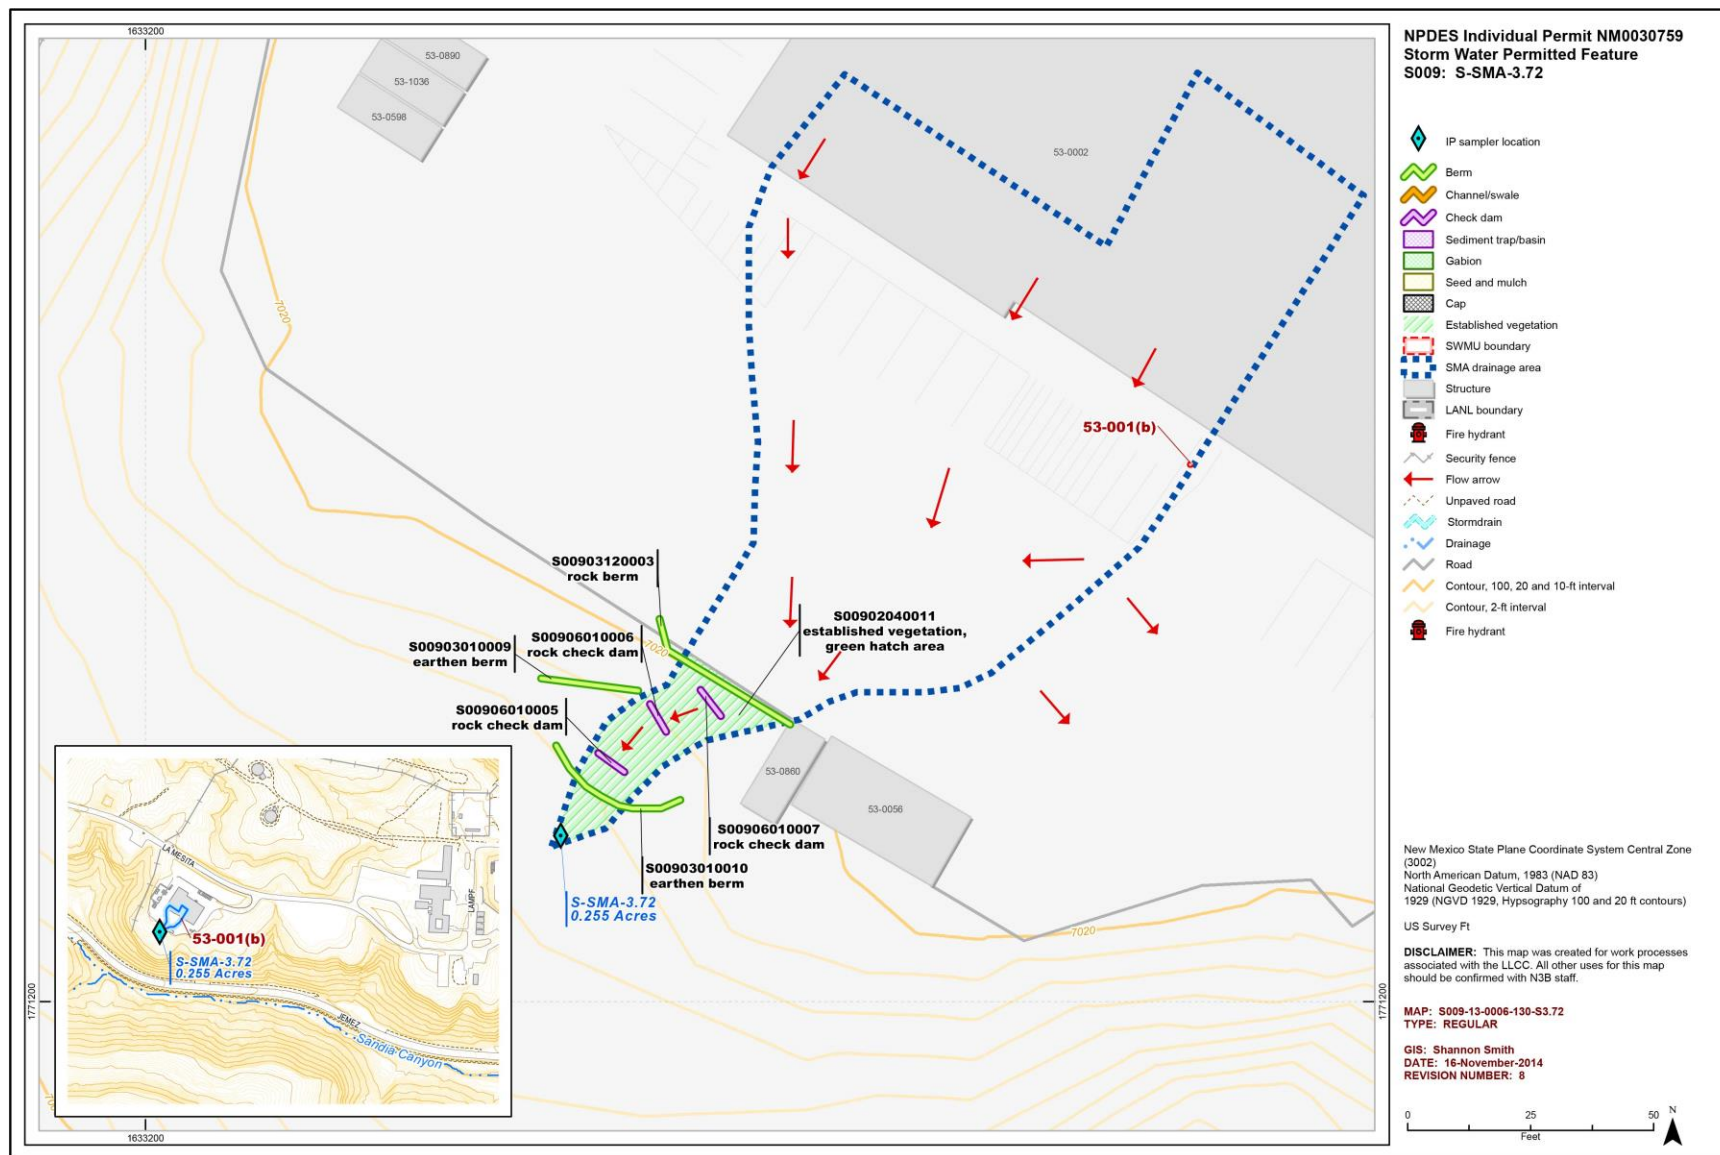 1633200
NPDES Individual Permit NM0030759
Storm Water Permitted Feature
S009: S-SMA-3.72
53-0890
53-1036
53-0598
53-0002
7020
53-001(b)
S00903120003
rock berm
S00906010006
rock check dam
S00902040011
established vegetation,
green hatch area
S00903010009
earthen berm
7020
S00906010005
rock check dam
53-0860
53-0056
S00906010007
rock check dam
S00903010010
earthen berm
S-SMA-3.72
0.255 Acres
7020
1771200
1771200
1633200
LA MESITA
LAMPF
53-001(b)
S-SMA-3.72
0.255 Acres
JEMEZ
Sandia Canyon
IP sampler location
Berm
Channel/swale
Check dam
Sediment trap/basin
Gabion
Seed and mulch
Cap
Established vegetation
SWMU boundary
SMA drainage area
Structure
LANL boundary
Fire hydrant
Security fence
Flow arrow
Unpaved road
Stormdrain
Drainage
Road
Contour, 100, 20 and 10-ft interval
Contour, 2-ft interval
Fire hydrant
New Mexico State Plane Coordinate System Central Zone
(3002)
North American Datum, 1983 (NAD 83)
National Geodetic Vertical Datum of
1929 (NGVD 1929, Hypsography 100 and 20 ft contours)
US Survey Ft
DISCLAIMER: This map was created for work processes
associated with the LLCC. All other uses for this map
should be confirmed with N3B staff.
MAP: S009-13-0006-130-S3.72
TYPE: REGULAR
GIS: Shannon Smith
DATE: 16-November-2014
REVISION NUMBER: 8
0 25 50
Feet
N